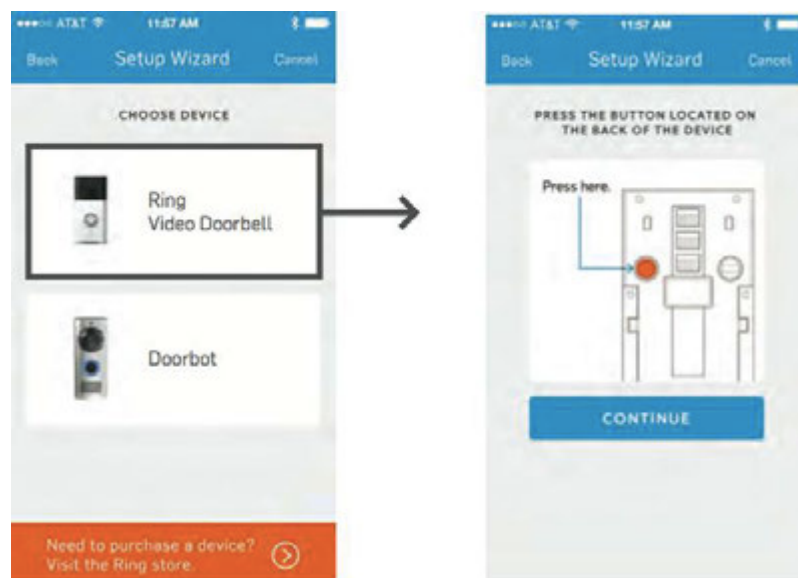 AT&T
11:57 AM
Back
Setup Wizard
Cancel
CHOOSE DEVICE
Ring
Video Doorbell
Doorbot
Need to purchase a device?
Visit the Ring store.
AT&T
11:57 AM
Back
Setup Wizard
Cancel
PRESS THE BUTTON LOCATED ON
THE BACK OF THE DEVICE
Press here.
CONTINUE